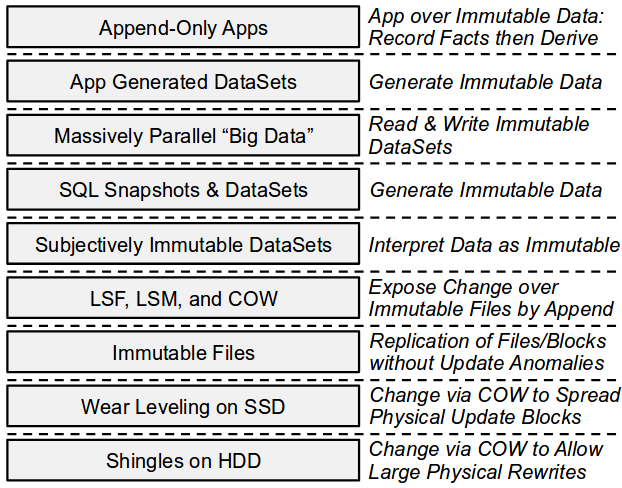 Append-Only Apps
App over Immutable Data:
Record Facts then Derive
App Generated DataSets
Generate Immutable Data
Massively Parallel “Big Data”
Read & Write Immutable
DataSets
SQL Snapshots & DataSets
Generate Immutable Data
Subjectively Immutable DataSets
Interpret Data as Immutable
LSF, LSM, and COW
Expose Change over
Immutable Files by Append
Immutable Files
Replication of Files/Blocks
without Update Anomalies
Wear Leveling on SSD
Change via COW to Spread
Physical Update Blocks
Shingles on HDD
Change via COW to Allow
Large Physical Rewrites